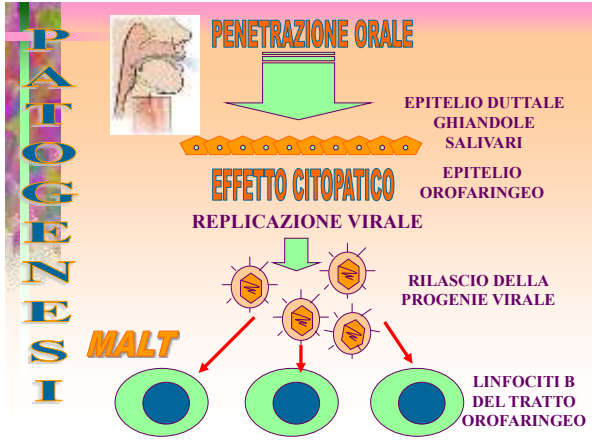 PATOGENESI
PENETRAZIONE ORALE
EPITELIO DUTTALE
GHIANDOLE
SALIVARI
EPITELIO
OROFARINGEO
EFFETTO CITOPATICO
REPLICAZIONE VIRALE
RILASCIO DELLA
PROGENIE VIRALE
MALT
LINFOCITI B
DEL TRATTO
OROFARINGEO